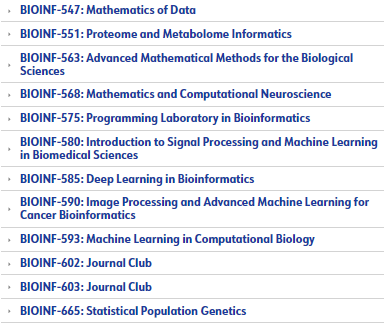 BIOINF-547: Mathematics of Data
BIOINF-551: Proteome and Metabolome Informatics
BIOINF-563: Advanced Mathematical Methods for the Biological
Sciences
BIOINF-568: Mathematics and Computational Neuroscience
BIOINF-575: Programming Laboratory in Bioinformatics
BIOINF-580: Introduction to Signal Processing and Machine Learning
in Biomedical Sciences
BIOINF-585: Deep Learning in Bioinformatics
BIOINF-590: Image Processing and Advanced Machine Learning for
Cancer Bioinformatics
BIOINF-593: Machine Learning in Computational Biology
BIOINF-602: Journal Club
BIOINF-603: Journal Club
BIOINF-665: Statistical Population Genetics